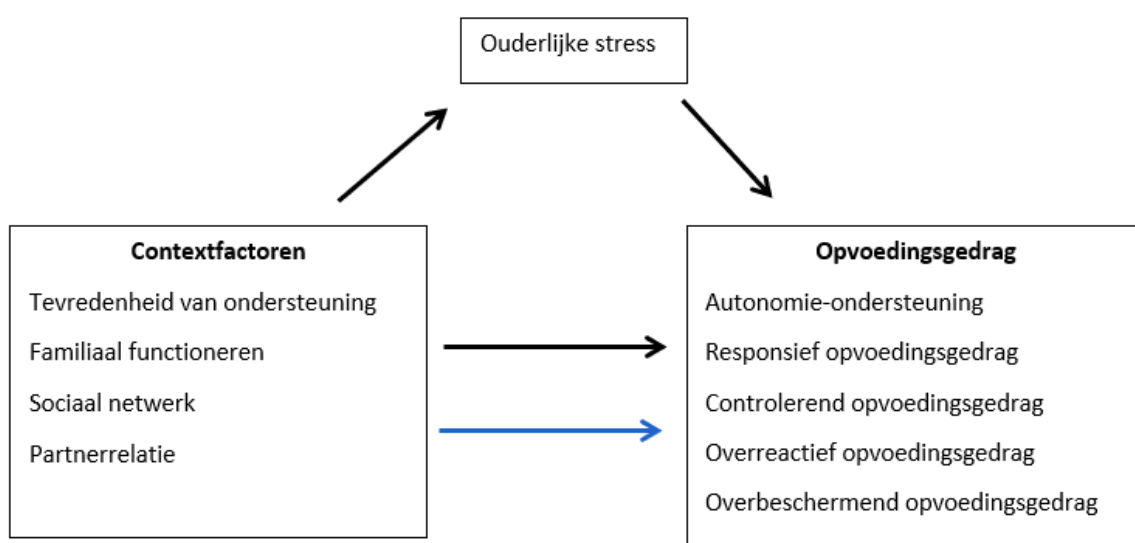 Ouderlijke stress
Contextfactoren
Tevredenheid van ondersteuning
Familiaal functioneren
Sociaal netwerk
Partnerrelatie
Opvoedingsgedrag
Autonomie-ondersteuning
Responsief opvoedingsgedrag
Controlerend opvoedingsgedrag
Overreactief opvoedingsgedrag
Overbeschermend opvoedingsgedrag